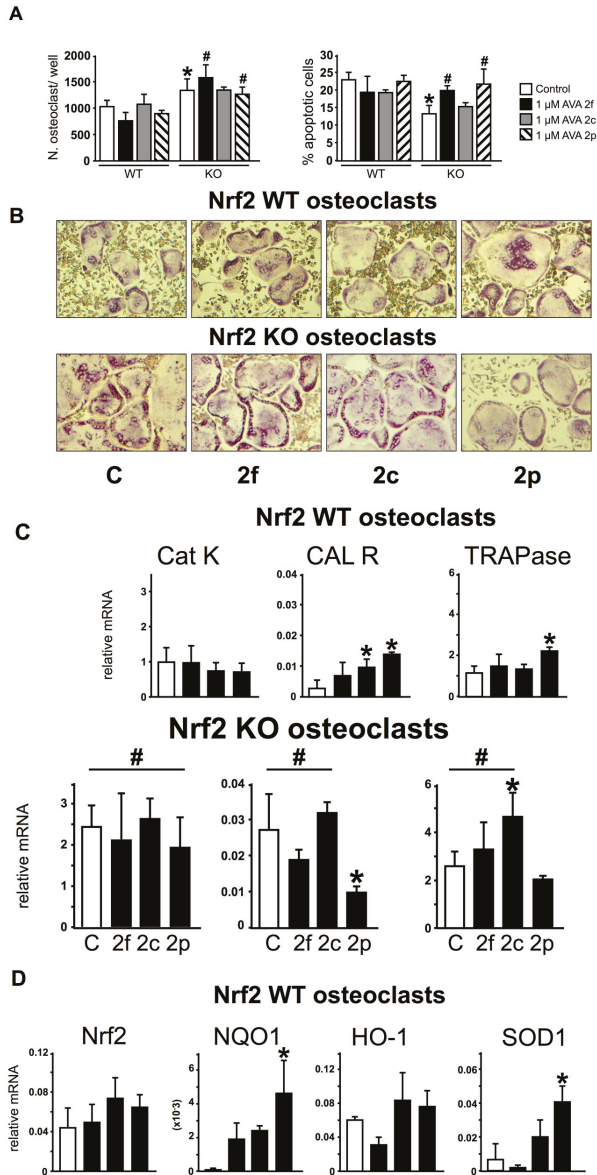 A
N. osteoclast/ well
2000
1500
1000
500
0
* # #
WT KO
% apoptotic cells
30
25
20
15
10
5
0
* # #
WT KO
Control
1 µM AVA 2f
1 µM AVA 2c
1 µM AVA 2p
B
Nrf2 WT osteoclasts
Nrf2 KO osteoclasts
C 2f 2c 2p
Nrf2 WT osteoclasts
C
Cat K CAL R TRAPase
relative mRNA
3
2
1
0
0.04
0.03
0.02
0.01
0
* *
6
4
2
0
*
Nrf2 KO osteoclasts
# # #
relative mRNA
3
2
1
0
C 2f 2c 2p
0.04
0.03
0.02
0.01
0
*
C 2f 2c 2p
6
4
2
0
*
C 2f 2c 2p
D
Nrf2 WT osteoclasts
Nrf2 NQO1 HO-1 SOD1
relative mRNA
0.12
0.08
0.04
(x10-3)
6
4
2
0
*
0.12
0.08
0.04
0
0.06
0.04
0.02
0
*